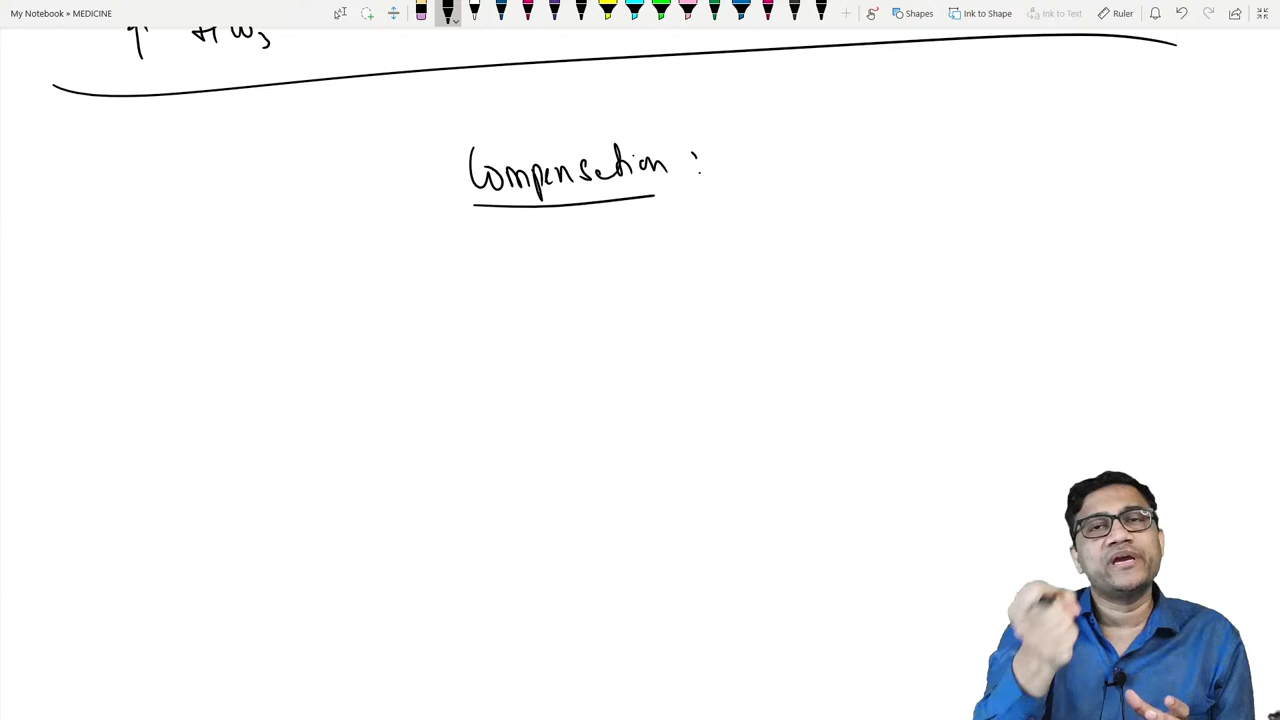 My Notebook » MEDICINE
Shapes
Ink to Shape
Ink to Text
Ruler
Compensation :